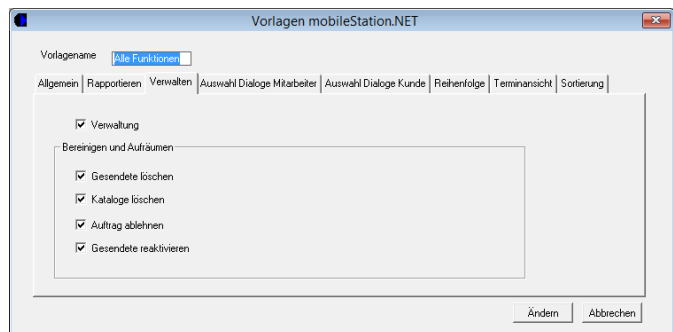 Vorlagen mobileStation.NET
Vorlagename Alle Funktionen
Allgemein Rapportieren Verwalten Auswahl Dialoge Mitarbeiter Auswahl Dialoge Kunde Reihenfolge Terminansicht Sortierung
Verwaltung
Bereinigen und Aufräumen
Gesendete löschen
Kataloge löschen
Auftrag ablehnen
Gesendete reaktivieren
Ändern Abbrechen